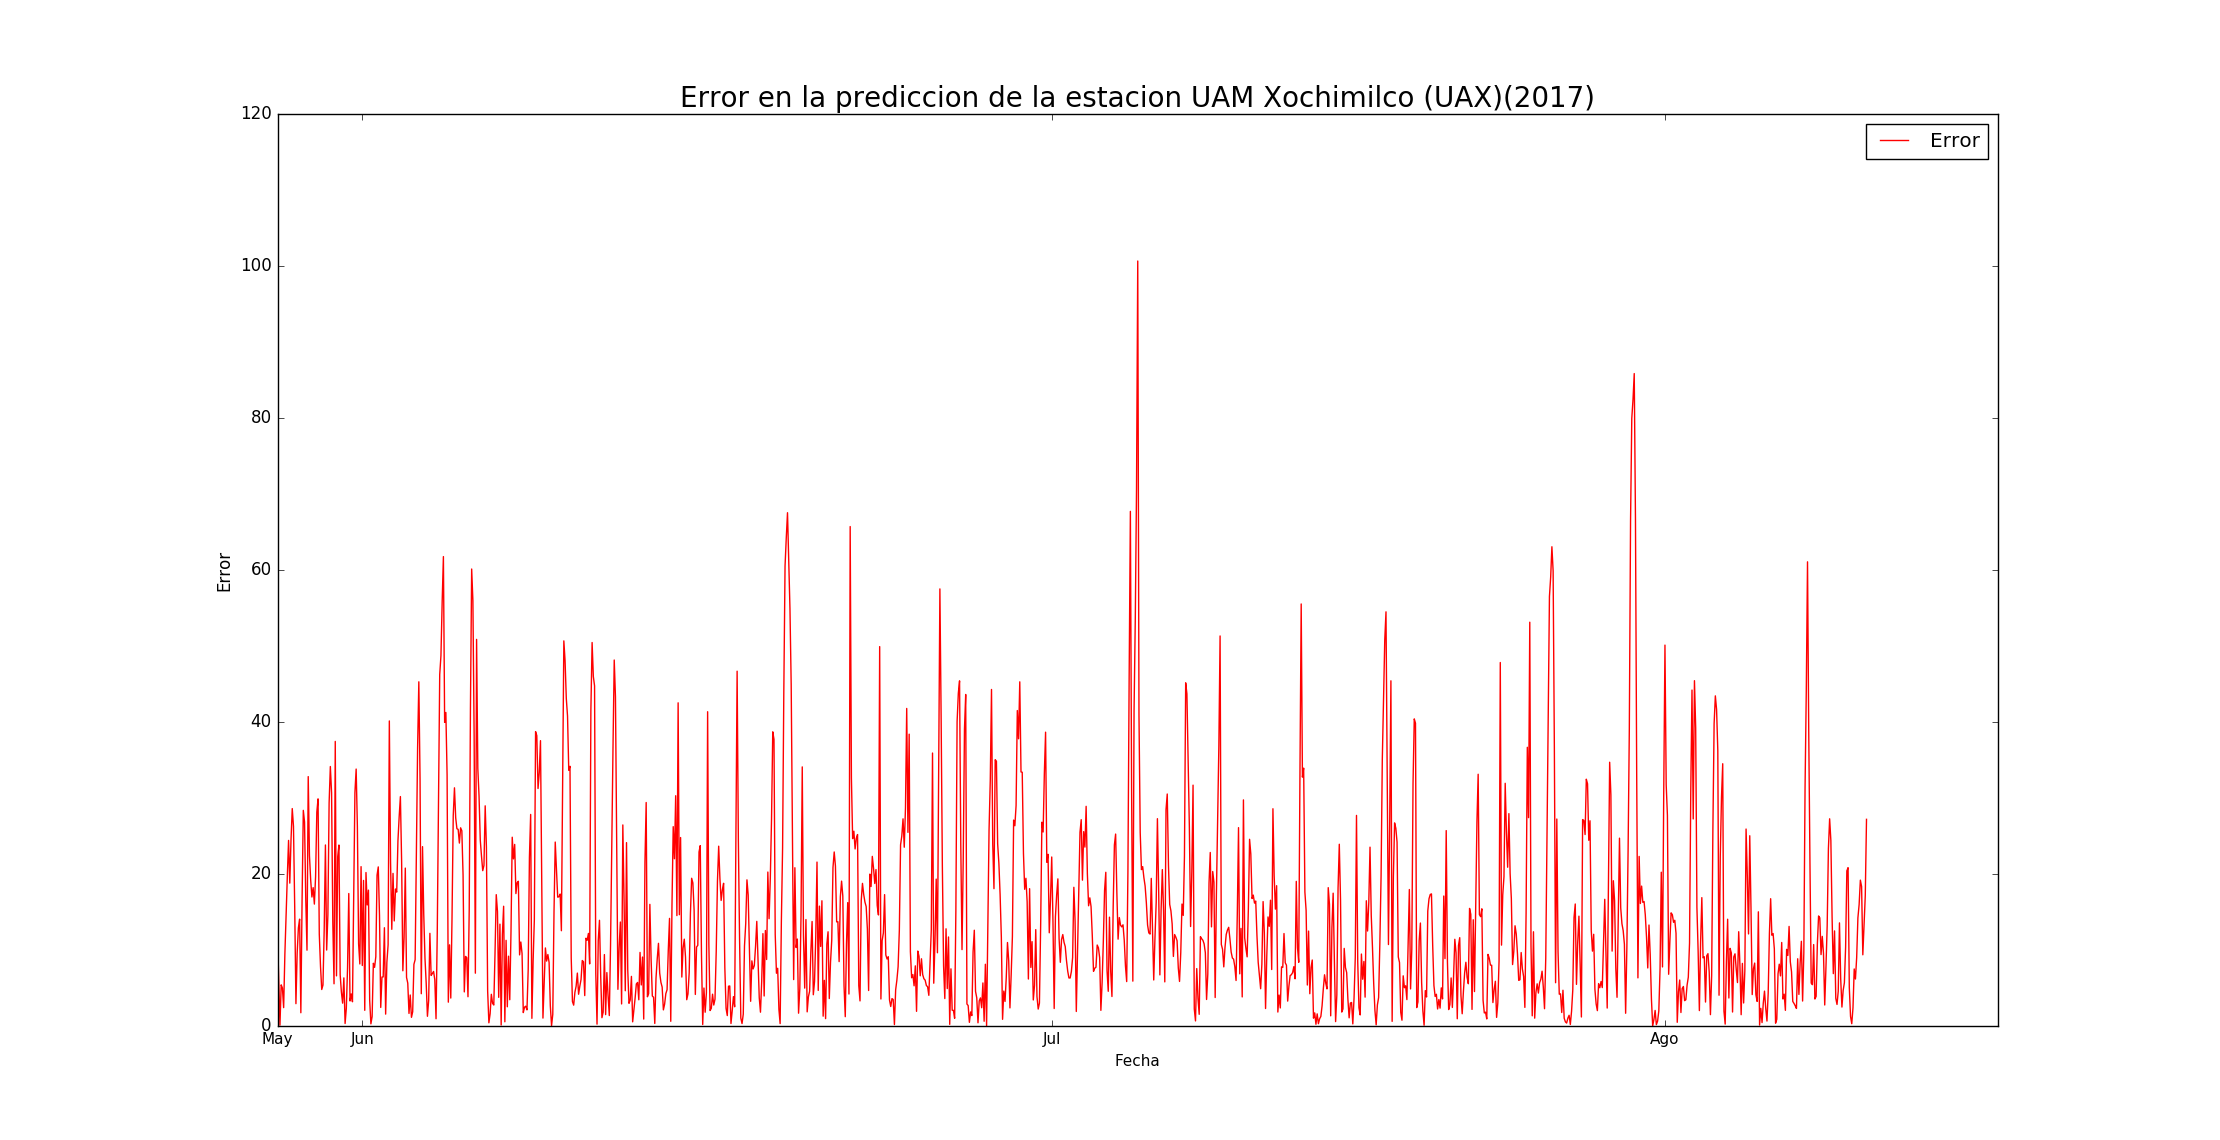 Error en la prediccion de la estacion UAM Xochimilco (UAX)(2017)
120
Error
100
80
60
Error
40
20
0
May Jun Jul Ago
Fecha